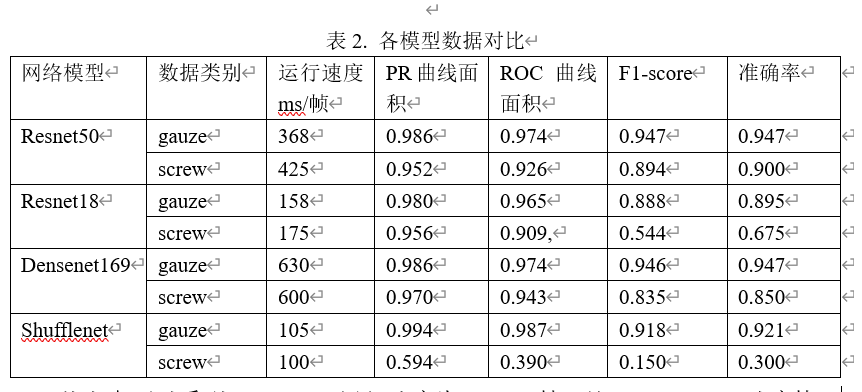 表 2. 各模型数据对比
网络模型 数据类别 运行速度 ms/帧 PR 曲线面积 ROC 曲线面积 F1-score 准确率
Resnet50 gauze 368 0.986 0.974 0.947 0.947
screw 425 0.952 0.926 0.894 0.900
Resnet18 gauze 158 0.980 0.965 0.888 0.895
screw 175 0.956 0.909, 0.544 0.675
Densenet169 gauze 630 0.986 0.974 0.946 0.947
screw 600 0.970 0.943 0.835 0.850
Shufflenet gauze 105 0.994 0.987 0.918 0.921
screw 100 0.594 0.390 0.150 0.300